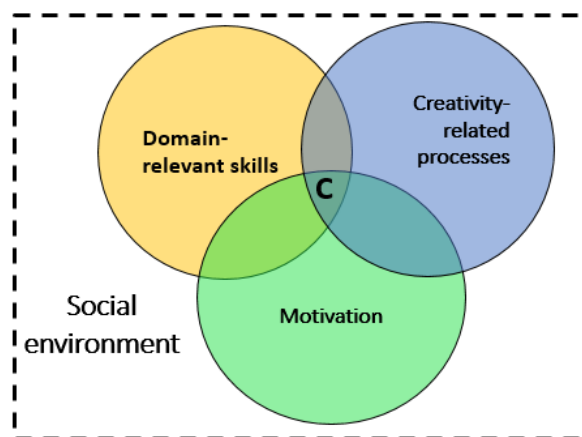 Creativity-
related
processes
Domain-
relevant skills
C
Motivation
Social
environment